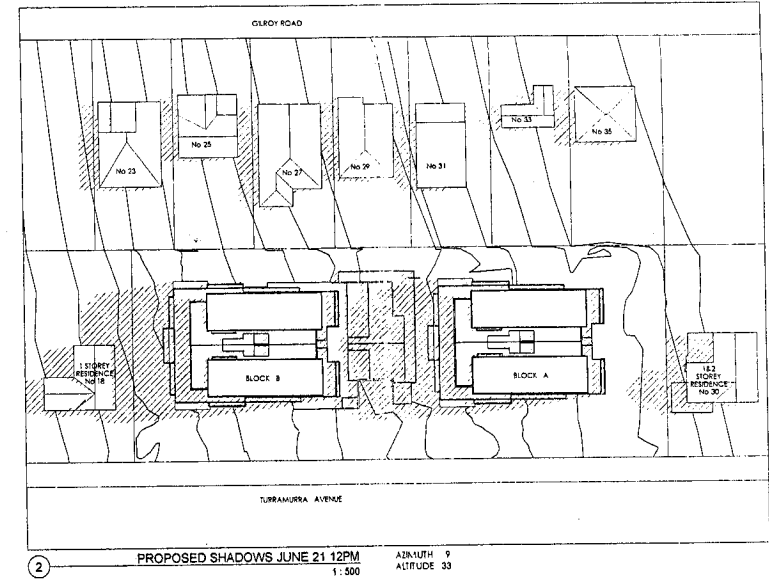 GILROY ROAD
No 23
No 25
No 27
No 29
No 31
No 33
No 35
1 STOREY
RESIDENCE
No 18
BLOCK B
BLOCK A
1&2
STOREY
RESIDENCE
No 30
TURRAMURRA AVENUE
2
PROPOSED SHADOWS JUNE 21 12PM
1 : 500
AZIMUTH 9
ALTITUDE 33